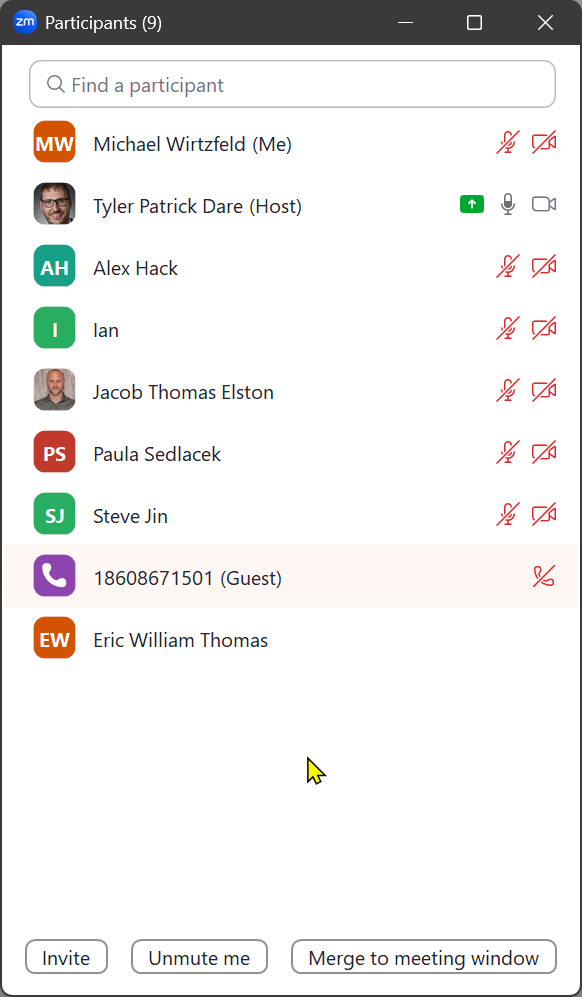 zm Participants (9)
Find a participant
MW Michael Wirtzfeld (Me)
Tyler Patrick Dare (Host)
AH Alex Hack
I Ian
Jacob Thomas Elston
PS Paula Sedlacek
SJ Steve Jin
18608671501 (Guest)
EW Eric William Thomas
Invite Unmute me Merge to meeting window